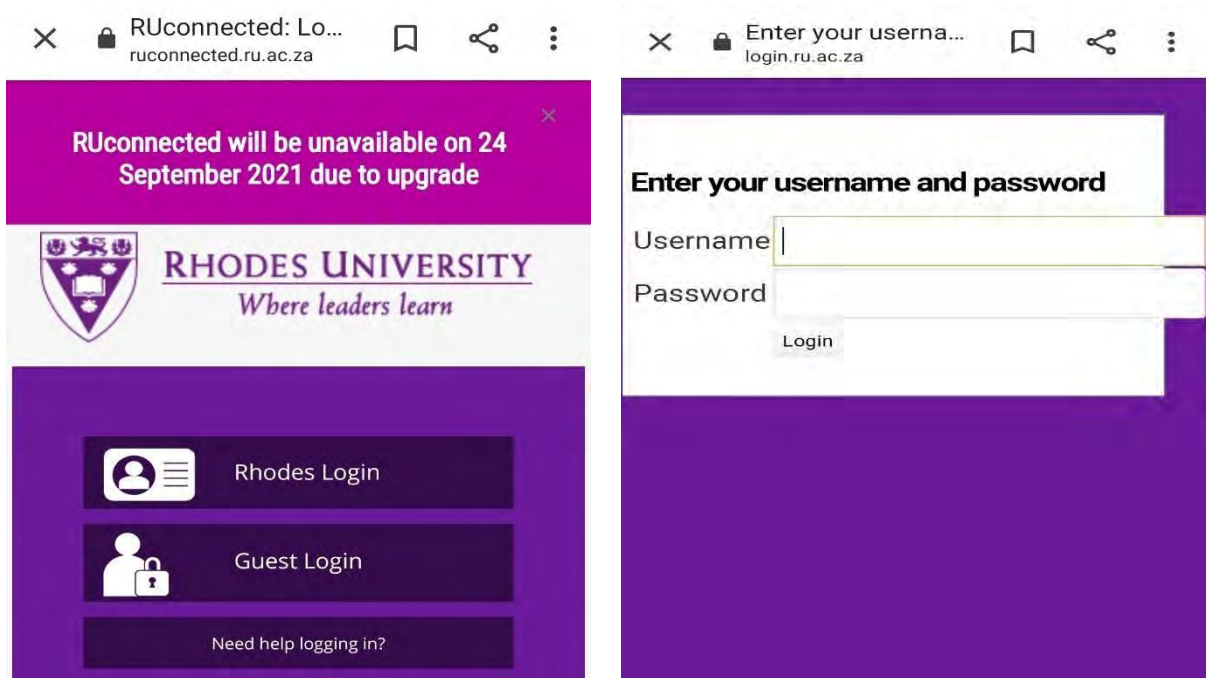 RUconnected: Lo...
ruconnected.ru.ac.za
RUconnected will be unavailable on 24
September 2021 due to upgrade
RHODES UNIVERSITY
Where leaders learn
Rhodes Login
Guest Login
Need help logging in?
Enter your userna...
login.ru.ac.za
Enter your username and password
Username
Password
Login